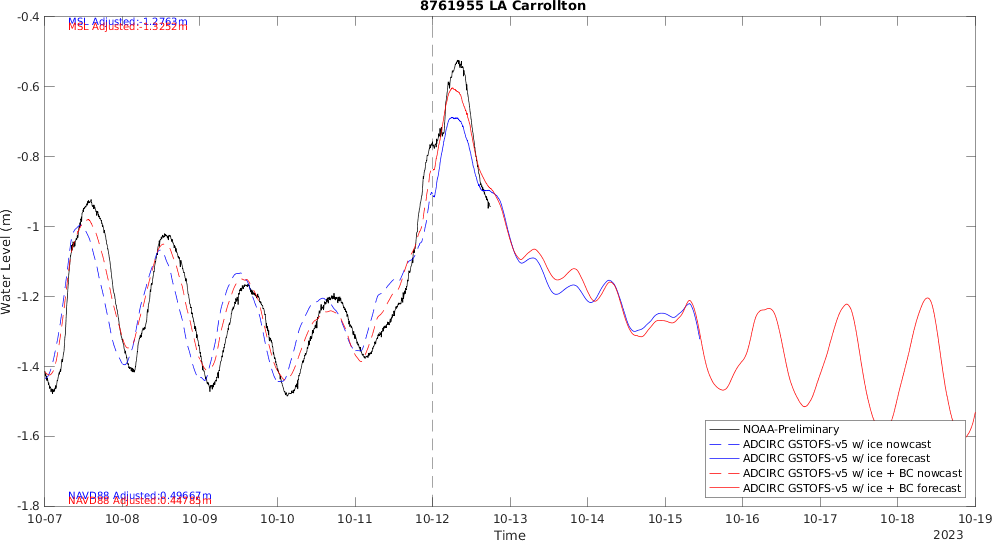 8761955 LA Carrollton
-0.4
MSL Adjusted:-1.2763m
MSL Adjusted:-1.3252m
-0.6
-0.8
-1
-1.2
-1.4
-1.6
-1.8
Water Level (m)
NOAA-Preliminary
ADCIRC GSTOFS-v5 w/ ice nowcast
ADCIRC GSTOFS-v5 w/ ice forecast
ADCIRC GSTOFS-v5 w/ ice + BC nowcast
ADCIRC GSTOFS-v5 w/ ice + BC forecast
NAVD88 Adjusted:0.49667m
NAVD88 Adjusted:0.44785m
10-07 10-08 10-09 10-10 10-11 10-12 10-13 10-14 10-15 10-16 10-17 10-18 10-19
Time
2023